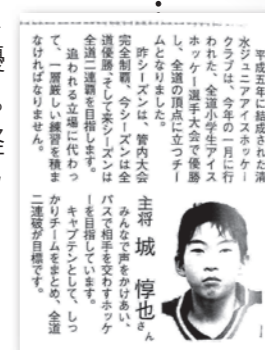 平成五年に結成された清
水ジュニアアイスホッケー
クラブは、今年の一月に行
われた、全道小学生アイス
ホッケー選手大会で優勝
し、全道の頂点に立つチー
ムとなりました。
昨シーズンは、管内大会
完全制覇、今シーズンは全
道優勝、そして来シーズンは
全道二連覇を目指します。
追われる立場に代わっ
て、一層厳しい練習を積ま
なければなりません。
主将 城 惇也さん
みんなで声をかけあい、
パスで相手を交わすホッケ
ーを目指しています。
キャプテンとして、しっ
かりチームをまとめ、全道
二連破が目標です。